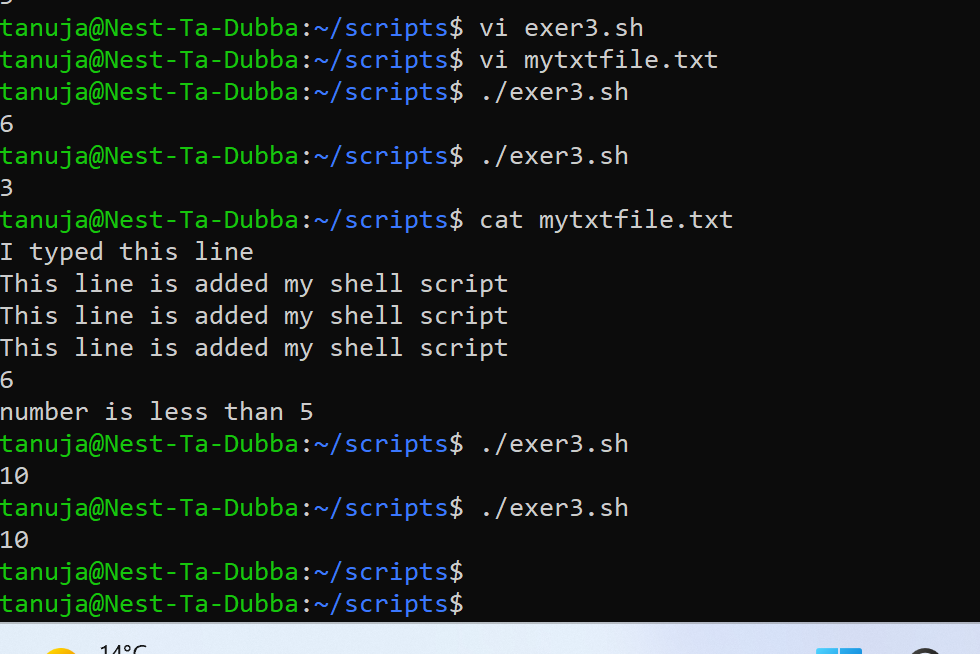 tanuja@Nest-Ta-Dubba:~/scripts$ vi exer3.sh
tanuja@Nest-Ta-Dubba:~/scripts$ vi mytxtfile.txt
tanuja@Nest-Ta-Dubba:~/scripts$ ./exer3.sh
6
tanuja@Nest-Ta-Dubba:~/scripts$ ./exer3.sh
3
tanuja@Nest-Ta-Dubba:~/scripts$ cat mytxtfile.txt
I typed this line
This line is added my shell script
This line is added my shell script
This line is added my shell script
6
number is less than 5
tanuja@Nest-Ta-Dubba:~/scripts$ ./exer3.sh
10
tanuja@Nest-Ta-Dubba:~/scripts$ ./exer3.sh
10
tanuja@Nest-Ta-Dubba:~/scripts$
tanuja@Nest-Ta-Dubba:~/scripts$
14°C